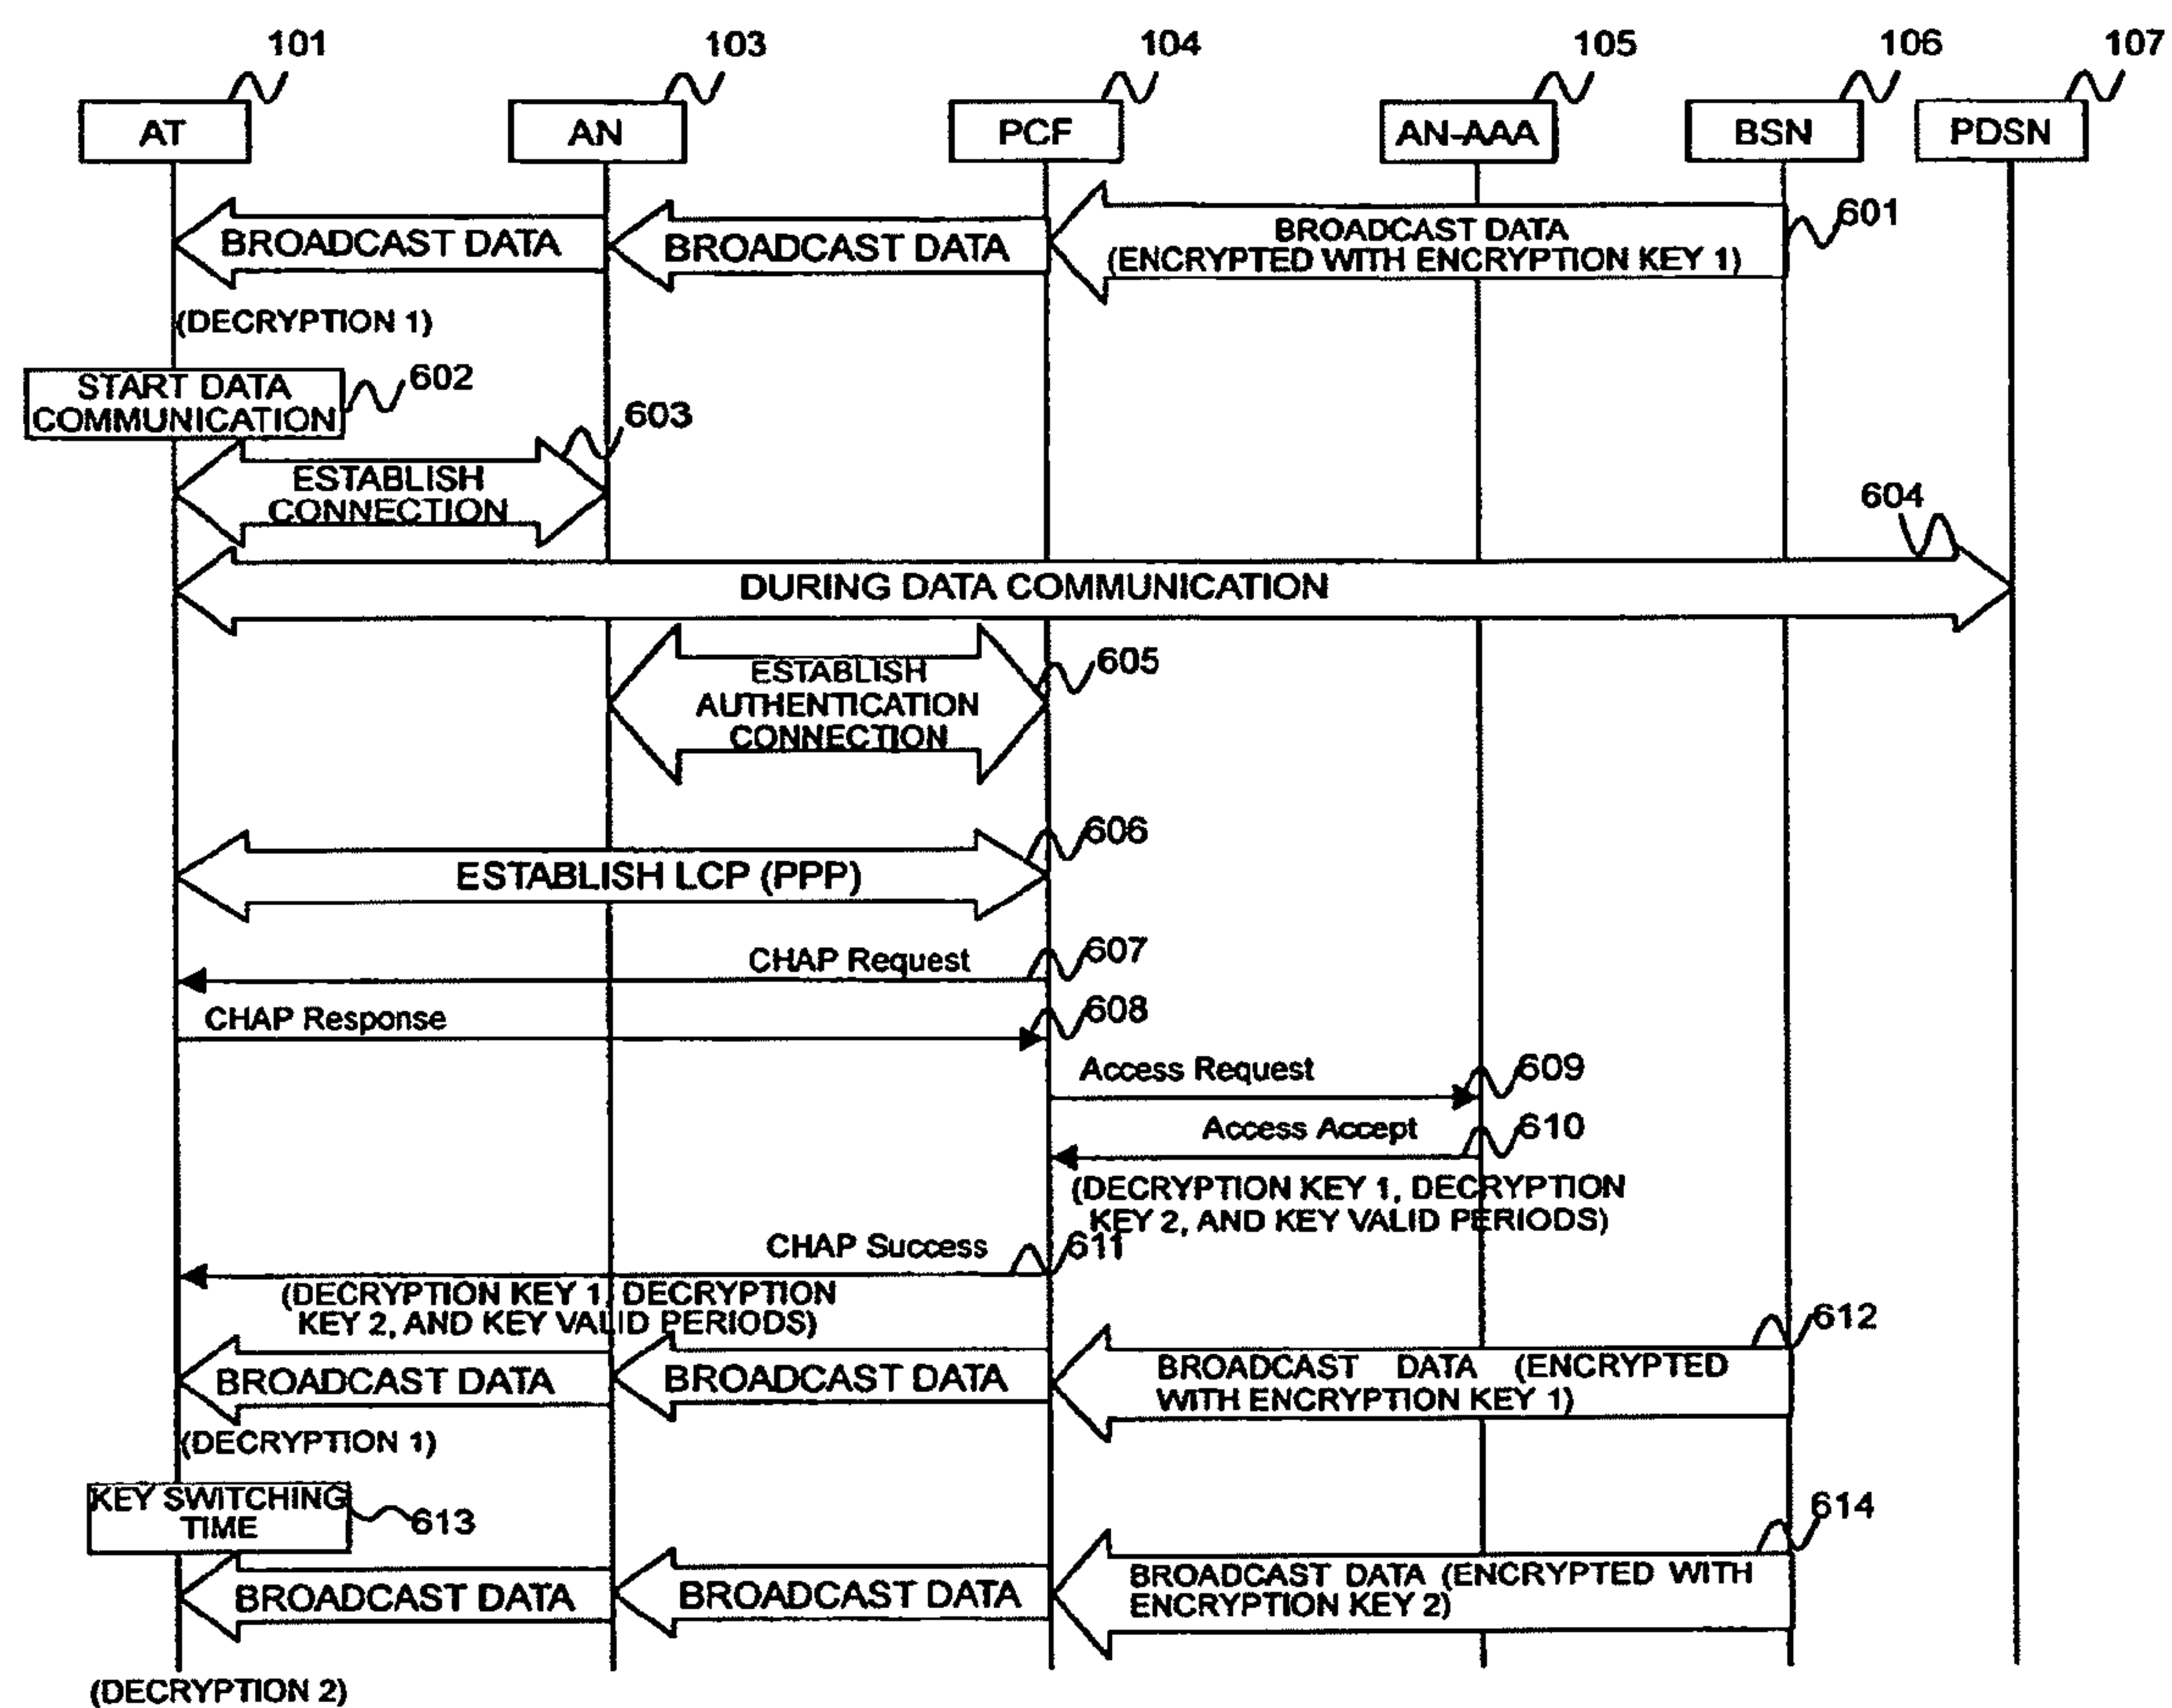 101
103
104
105
106
107
AT
AN
PCF
AN-AAA
BSN
PDSN
601
BROADCAST DATA
BROADCAST DATA
BROADCAST DATA
(ENCRYPTED WITH ENCRYPTION KEY 1)
(DECRYPTION 1)
START DATA
COMMUNICATION
602
603
ESTABLISH
CONNECTION
604
DURING DATA COMMUNICATION
605
ESTABLISH
AUTHENTICATION
CONNECTION
606
ESTABLISH LCP (PPP)
607
CHAP Request
608
CHAP Response
609
Access Request
610
Access Accept
(DECRYPTION KEY 1, DECRYPTION
KEY 2, AND KEY VALID PERIODS)
611
CHAP Success
(DECRYPTION KEY 1, DECRYPTION
KEY 2, AND KEY VALID PERIODS)
612
BROADCAST DATA
BROADCAST DATA
BROADCAST DATA (ENCRYPTED
WITH ENCRYPTION KEY 1)
(DECRYPTION 1)
KEY SWITCHING
TIME
613
614
BROADCAST DATA
BROADCAST DATA
BROADCAST DATA (ENCRYPTED WITH
ENCRYPTION KEY 2)
(DECRYPTION 2)